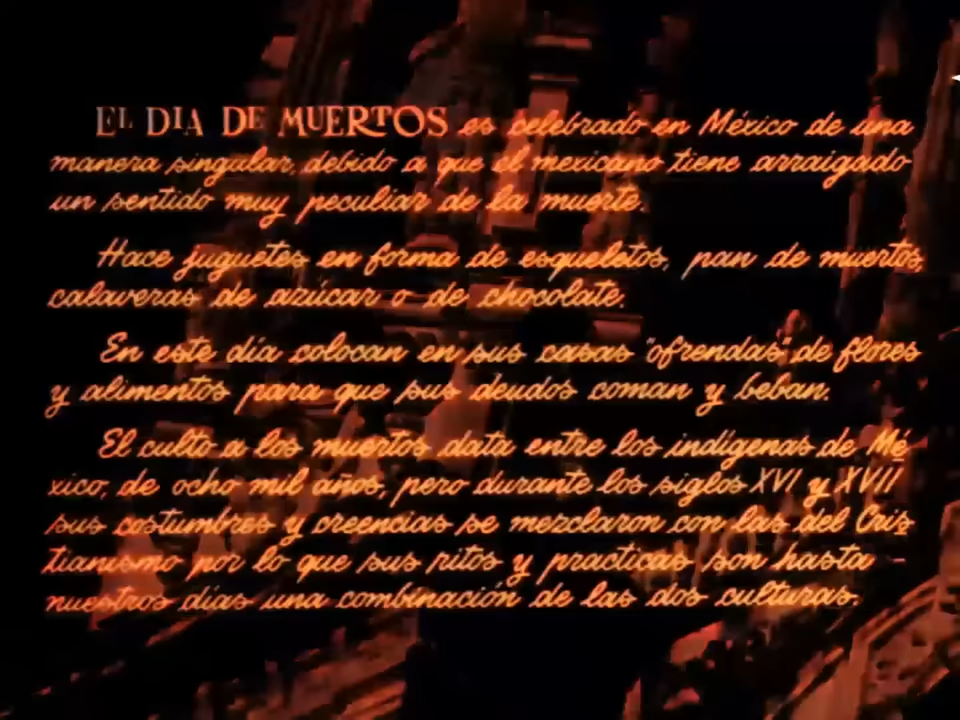 EL DIA DE MUERTOS es celebrado en México de una
manera singular, debido a que el mexicano tiene arraigado
un sentido muy peculiar de la muerte.
Hace juguetes en forma de esqueletos, pan de muertos,
calaveras de azúcar o de chocolate.
En este día colocan en sus casas "ofrendas" de flores
y alimentos para que sus deudos coman y beban.
El culto a los muertos data entre los indígenas de Mé-
xico, de ocho mil años, pero durante los siglos XVI y XVII
sus costumbres y creencias se mezclaron con las del Cris
tianismo por lo que sus ritos y practicas son hasta -
nuestros días una combinación de las dos culturas.